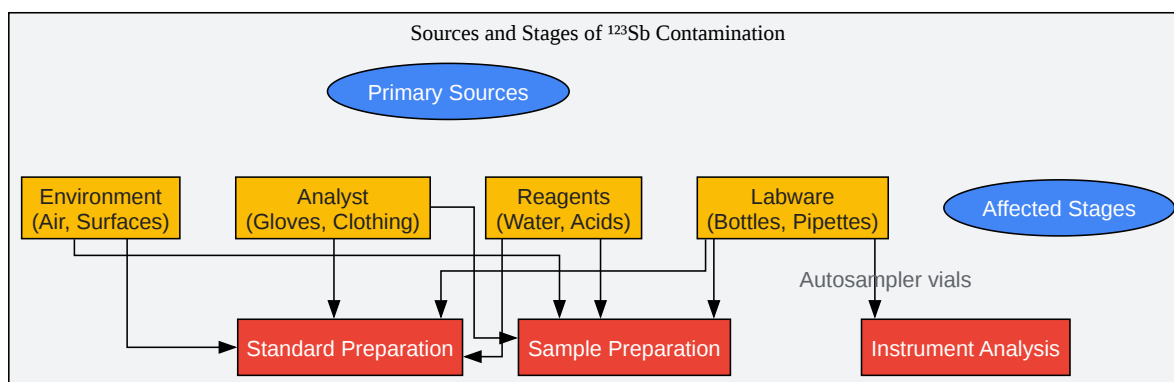 Sources and Stages of ¹²³Sb Contamination
Primary Sources
Environment
(Air, Surfaces)
Analyst
(Gloves, Clothing)
Reagents
(Water, Acids)
Labware
(Bottles, Pipettes)
Affected Stages
Autosampler vials
Standard Preparation
Sample Preparation
Instrument Analysis